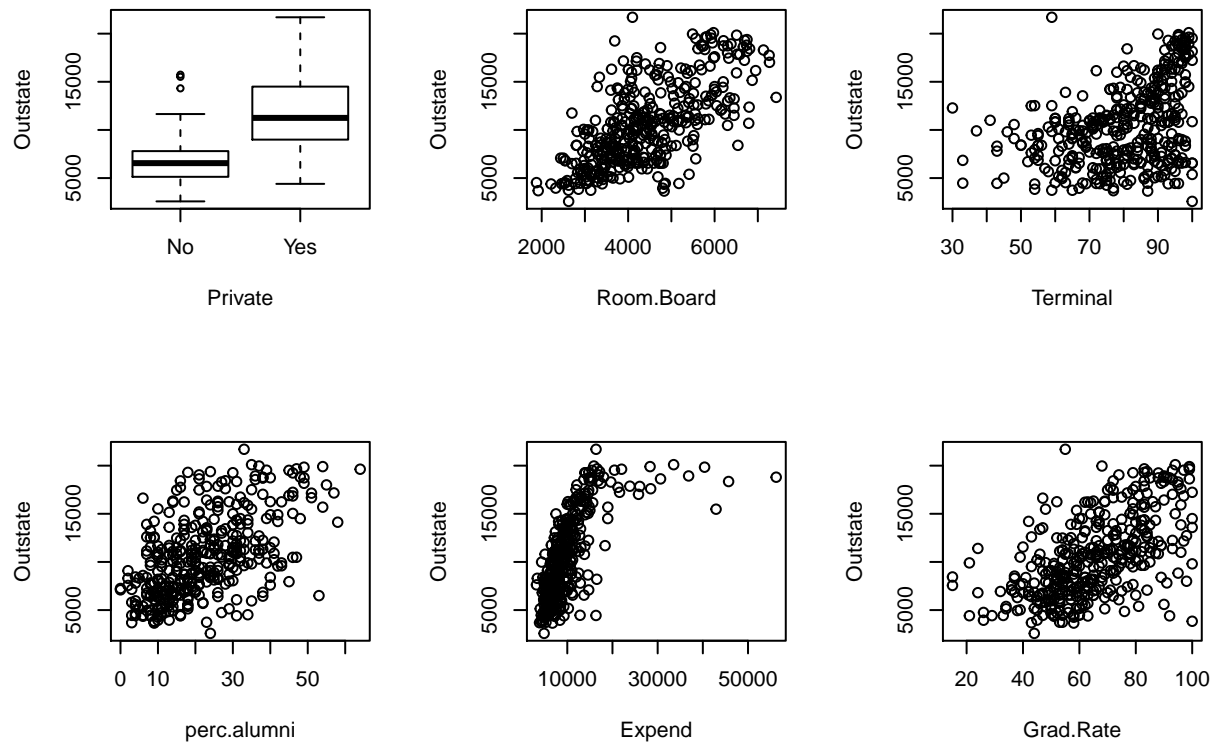 Outstate
5000 15000
No Yes
Private
Outstate
5000 15000
2000 4000 6000
Room.Board
Outstate
5000 15000
30 50 70 90
Terminal
Outstate
5000 15000
0 10 30 50
perc.alumni
Outstate
5000 15000
10000 30000 50000
Expend
Outstate
5000 15000
20 40 60 80 100
Grad.Rate